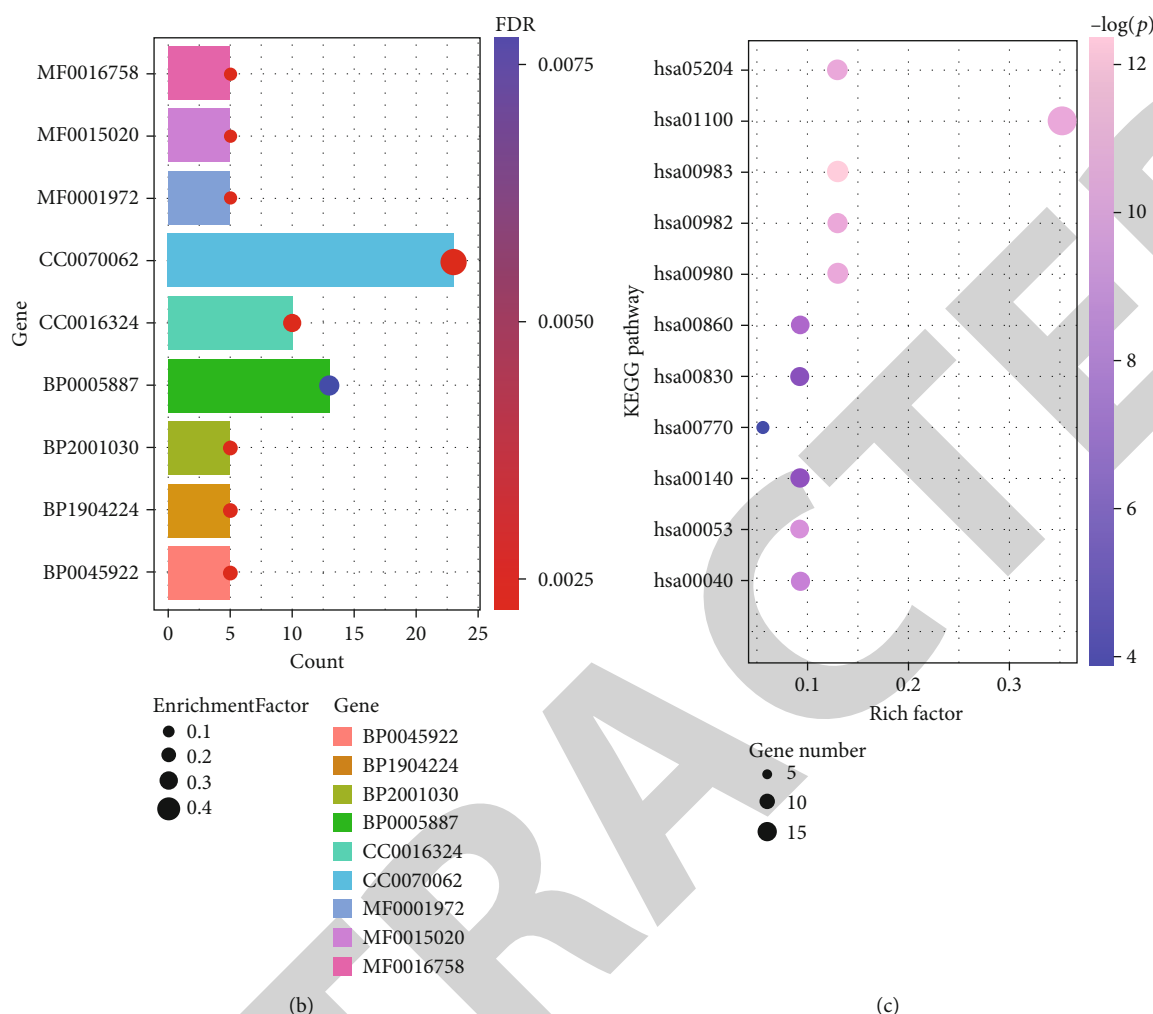 FDR
MF0016758
MF0015020
MF0001972
CC0070062
CC0016324
BP0005887
BP2001030
BP1904224
BP0045922
Gene
0 5 10 15 20 25
Count
0.0075
0.0050
0.0025
EnrichmentFactor
0.1
0.2
0.3
0.4
Gene
BP0045922
BP1904224
BP2001030
BP0005887
CC0016324
CC0070062
MF0001972
MF0015020
MF0016758
(b)
–log(p)
hsa05204
hsa01100
hsa00983
hsa00982
hsa00980
hsa00860
hsa00830
hsa00770
hsa00140
hsa00053
hsa00040
KEGG pathway
0.1 0.2 0.3
Rich factor
12
10
8
6
4
Gene number
5
10
15
(c)